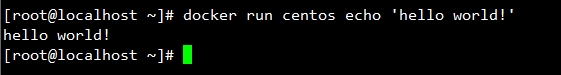 [root@localhost ~]# docker run centos echo 'hello world!'
hello world!
[root@localhost ~]#